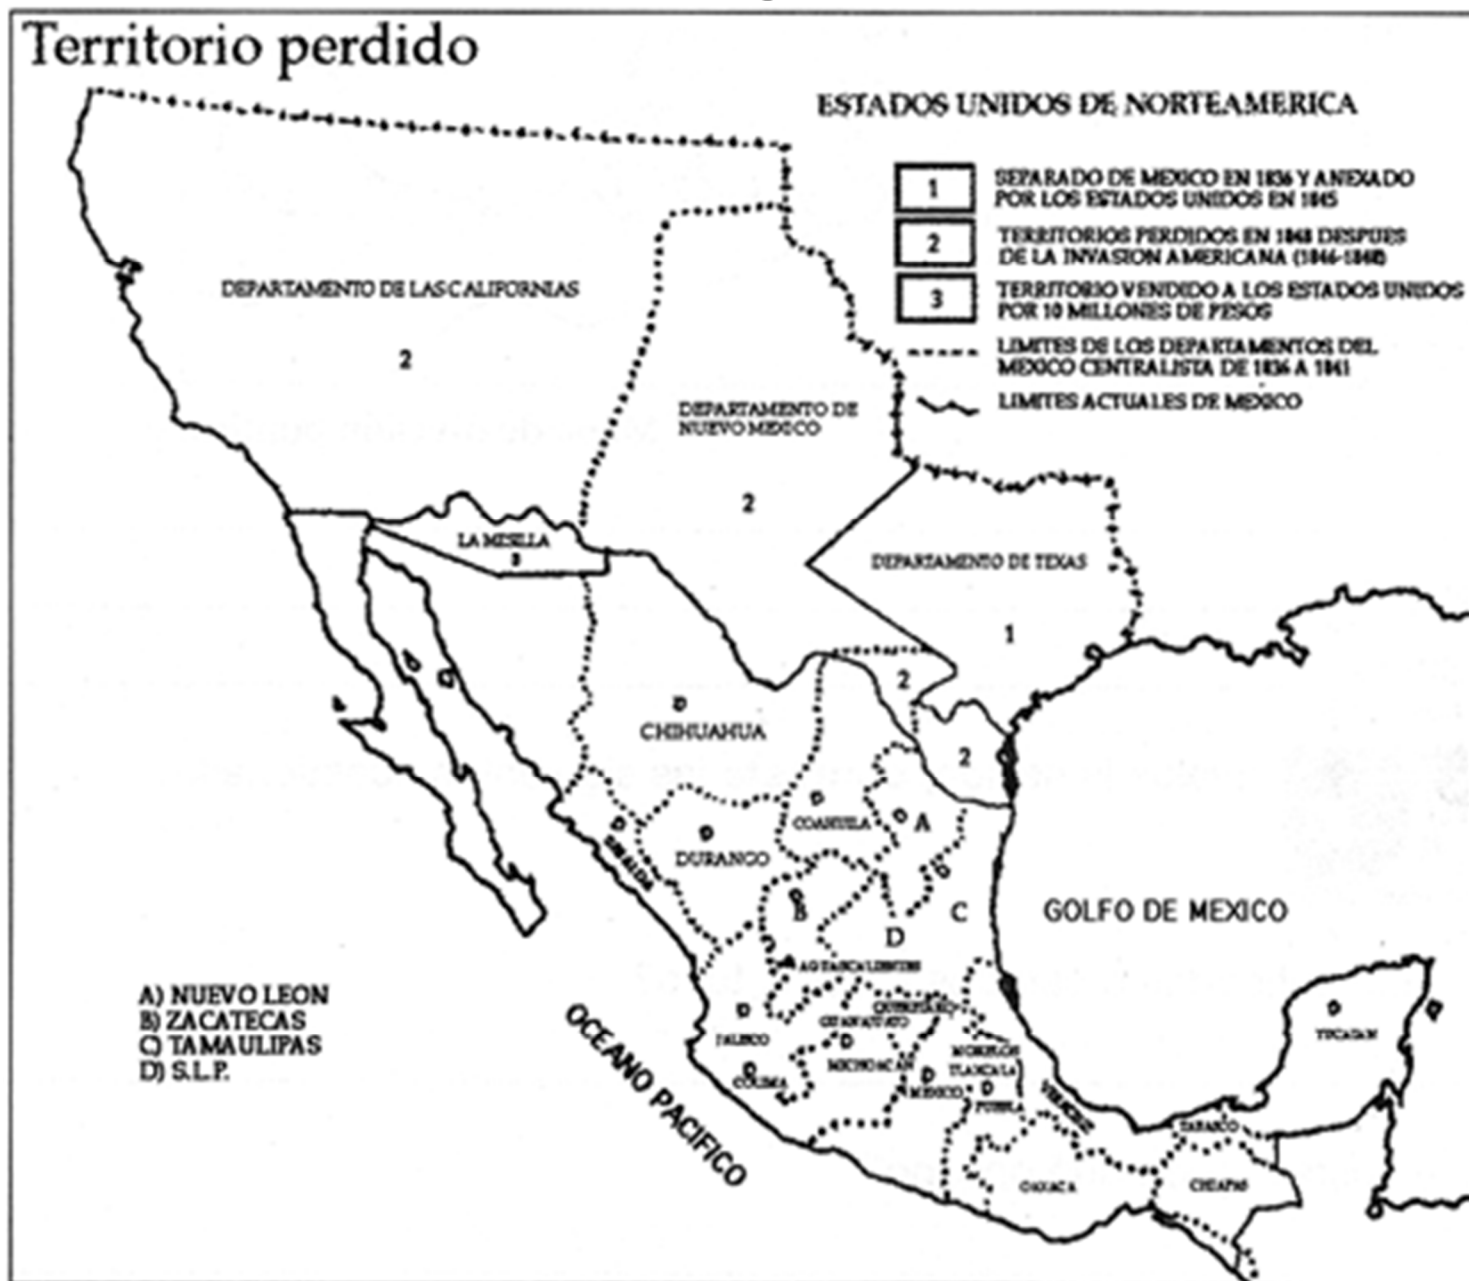 Territorio perdido
ESTADOS UNIDOS DE NORTEAMERICA
1
SEPARADO DE MEXICO EN 1836 Y ANEXADO
POR LOS ESTADOS UNIDOS EN 1845
2
TERRITORIOS PERDIDOS EN 1848 DESPUES
DE LA INVASION AMERICANA (1846-1848)
3
TERRITORIO VENDIDO A LOS ESTADOS UNIDOS
POR 10 MILLONES DE PESOS
LIMITES DE LOS DEPARTAMENTOS DEL
MEXICO CENTRALISTA DE 1836 A 1841
LIMITES ACTUALES DE MEXICO
DEPARTAMENTO DE LAS CALIFORNIAS
2
DEPARTAMENTO DE
NUEVO MEXICO
2
LA MESILLA
3
DEPARTAMENTO DE TEXAS
1
2
2
CHIHUAHUA
COAHUILA
A
SINALOA
DURANGO
B
C
D
GOLFO DE MEXICO
AGUASCALIENTES
QUERETARO
GUANAJUATO
JALISCO
MICHOACAN
COLIMA
MORELOS
TLAXCALA
MEXICO
PUEBLA
VERACRUZ
YUCATAN
TABASCO
OAXACA
CHIAPAS
OCEANO PACIFICO
A) NUEVO LEON
B) ZACATECAS
C) TAMAULIPAS
D) S.L.P.